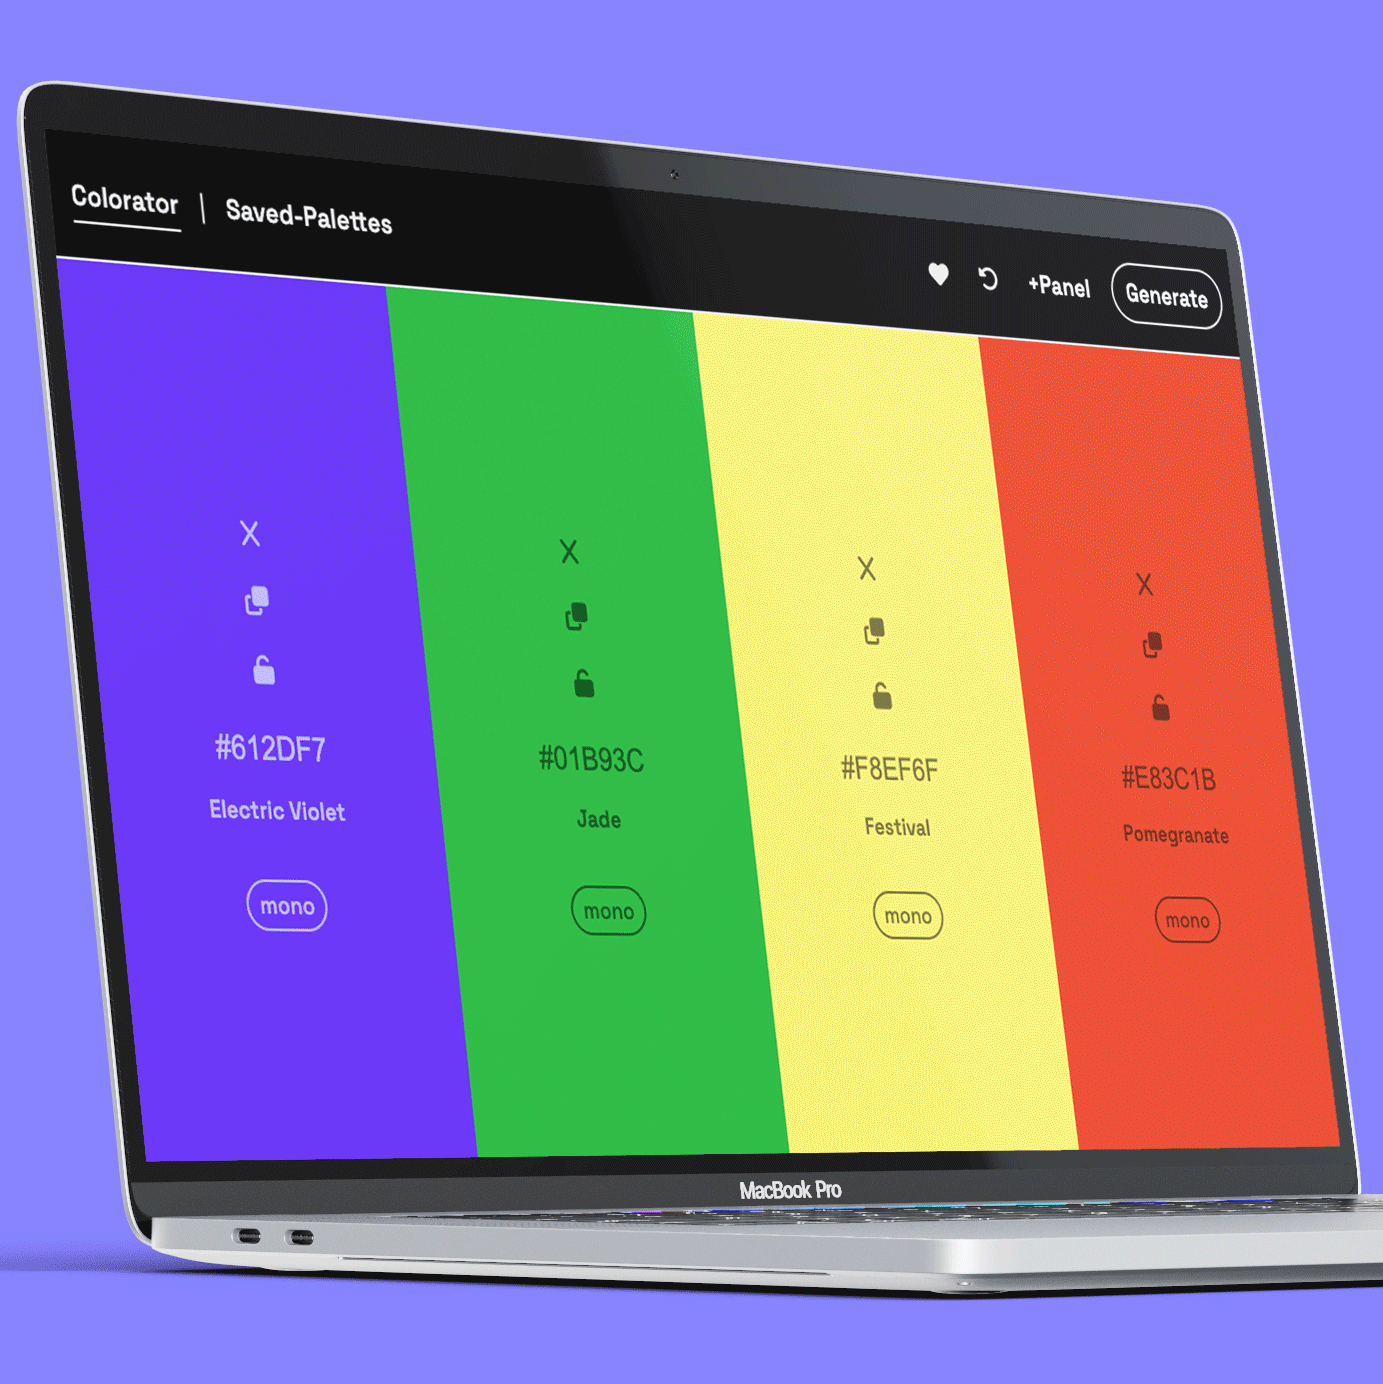 Colorator | Saved-Palettes
+Panel Generate
X X X X
#612DF7
Electric Violet
mono
#01B93C
Jade
mono
#F8EF6F
Festival
mono
#E83C1B
Pomegranate
mono
MacBook Pro